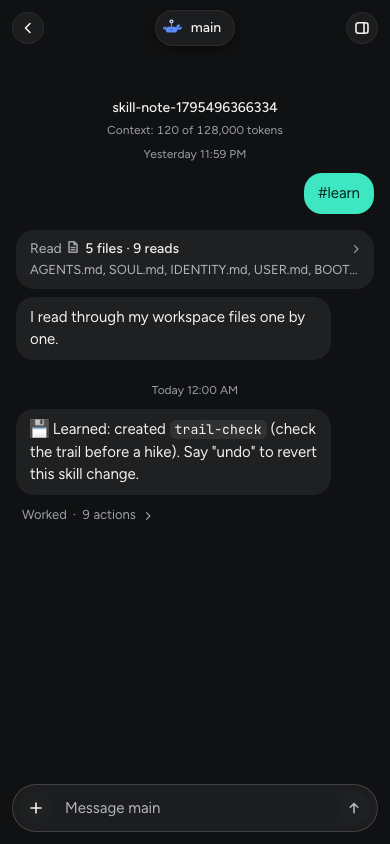 main
skill-note-1795496366334
Context: 120 of 128,000 tokens
Yesterday 11:59 PM
#learn
Read 5 files · 9 reads
AGENTS.md, SOUL.md, IDENTITY.md, USER.md, BOOT...
I read through my workspace files one by
one.
Today 12:00 AM
💾 Learned: created trail-check (check
the trail before a hike). Say "undo" to revert
this skill change.
Worked · 9 actions
Message main